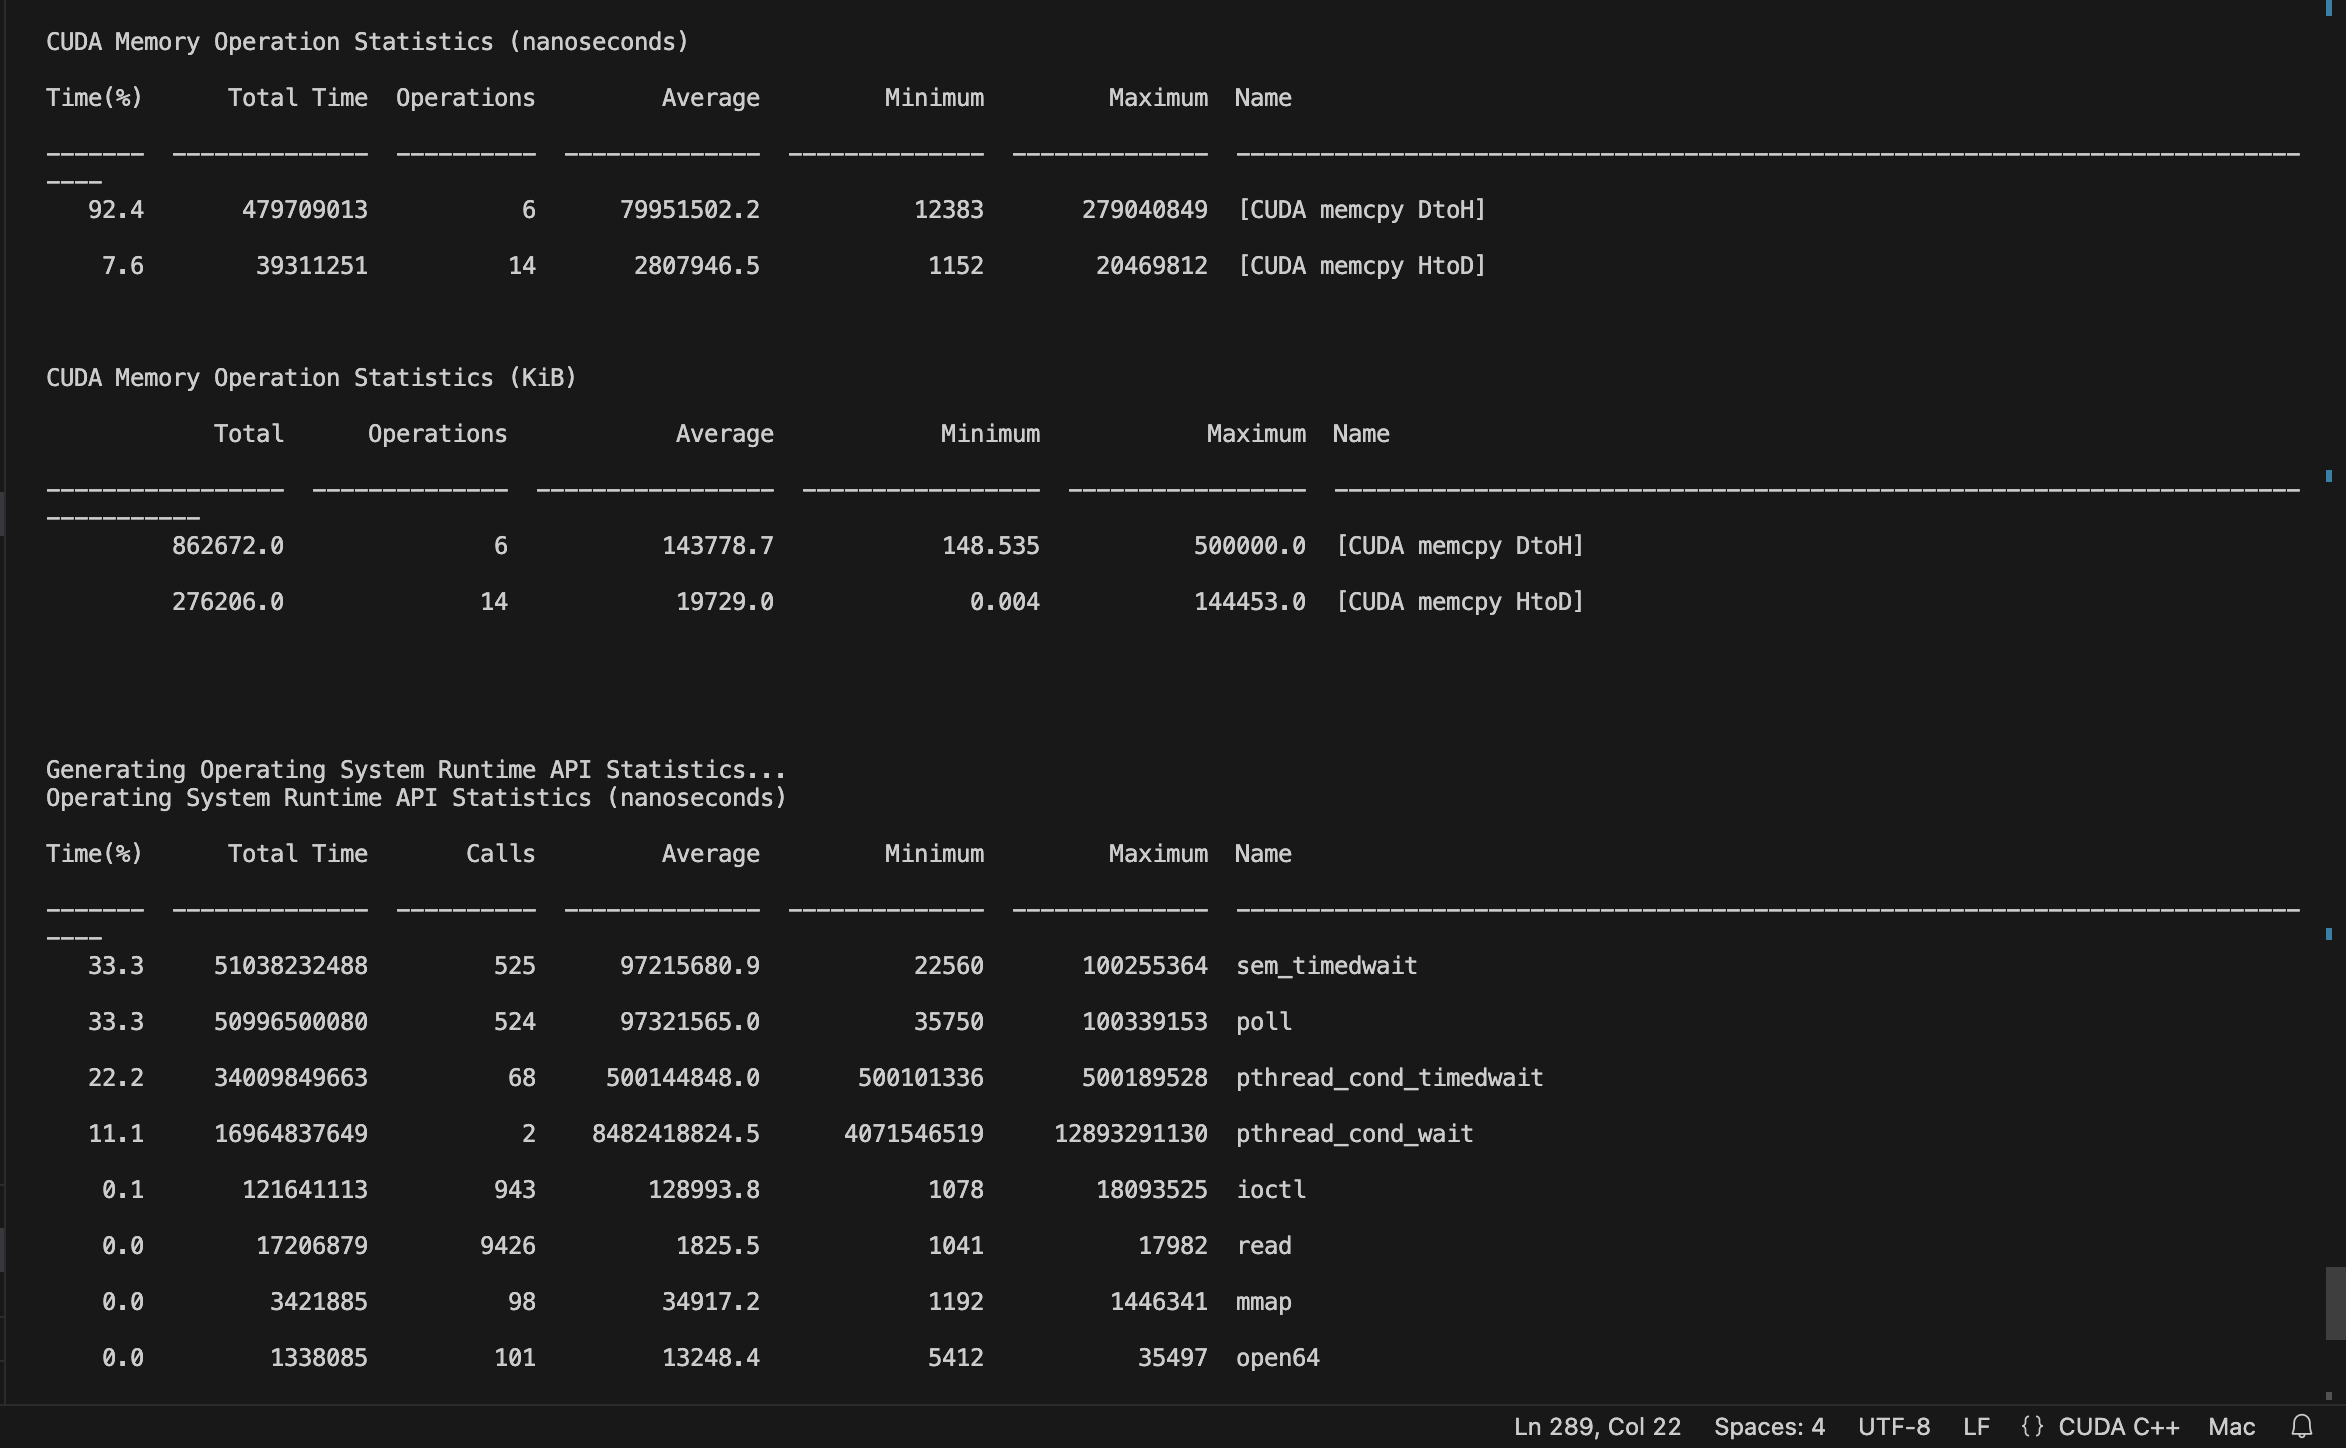 CUDA Memory Operation Statistics (nanoseconds)
Time(%) Total Time Operations Average Minimum Maximum Name
------- -------------- ---------- -------------- -------------- -------------- ----------------------------------------------------------------------------
----
92.4 479709013 6 79951502.2 12383 279040849 [CUDA memcpy DtoH]
7.6 39311251 14 2807946.5 1152 20469812 [CUDA memcpy HtoD]
CUDA Memory Operation Statistics (KiB)
Total Operations Average Minimum Maximum Name
----------------- -------------- ----------------- ----------------- ----------------- ---------------------------------------------------------------------
-----------
862672.0 6 143778.7 148.535 500000.0 [CUDA memcpy DtoH]
276206.0 14 19729.0 0.004 144453.0 [CUDA memcpy HtoD]
Generating Operating System Runtime API Statistics...
Operating System Runtime API Statistics (nanoseconds)
Time(%) Total Time Calls Average Minimum Maximum Name
------- -------------- ---------- -------------- -------------- -------------- ----------------------------------------------------------------------------
----
33.3 51038232488 525 97215680.9 22560 100255364 sem_timedwait
33.3 50996500080 524 97321565.0 35750 100339153 poll
22.2 34009849663 68 500144848.0 500101336 500189528 pthread_cond_timedwait
11.1 16964837649 2 8482418824.5 4071546519 12893291130 pthread_cond_wait
0.1 121641113 943 128993.8 1078 18093525 ioctl
0.0 17206879 9426 1825.5 1041 17982 read
0.0 3421885 98 34917.2 1192 1446341 mmap
0.0 1338085 101 13248.4 5412 35497 open64
Ln 289, Col 22 Spaces: 4 UTF-8 LF {} CUDA C++ Mac